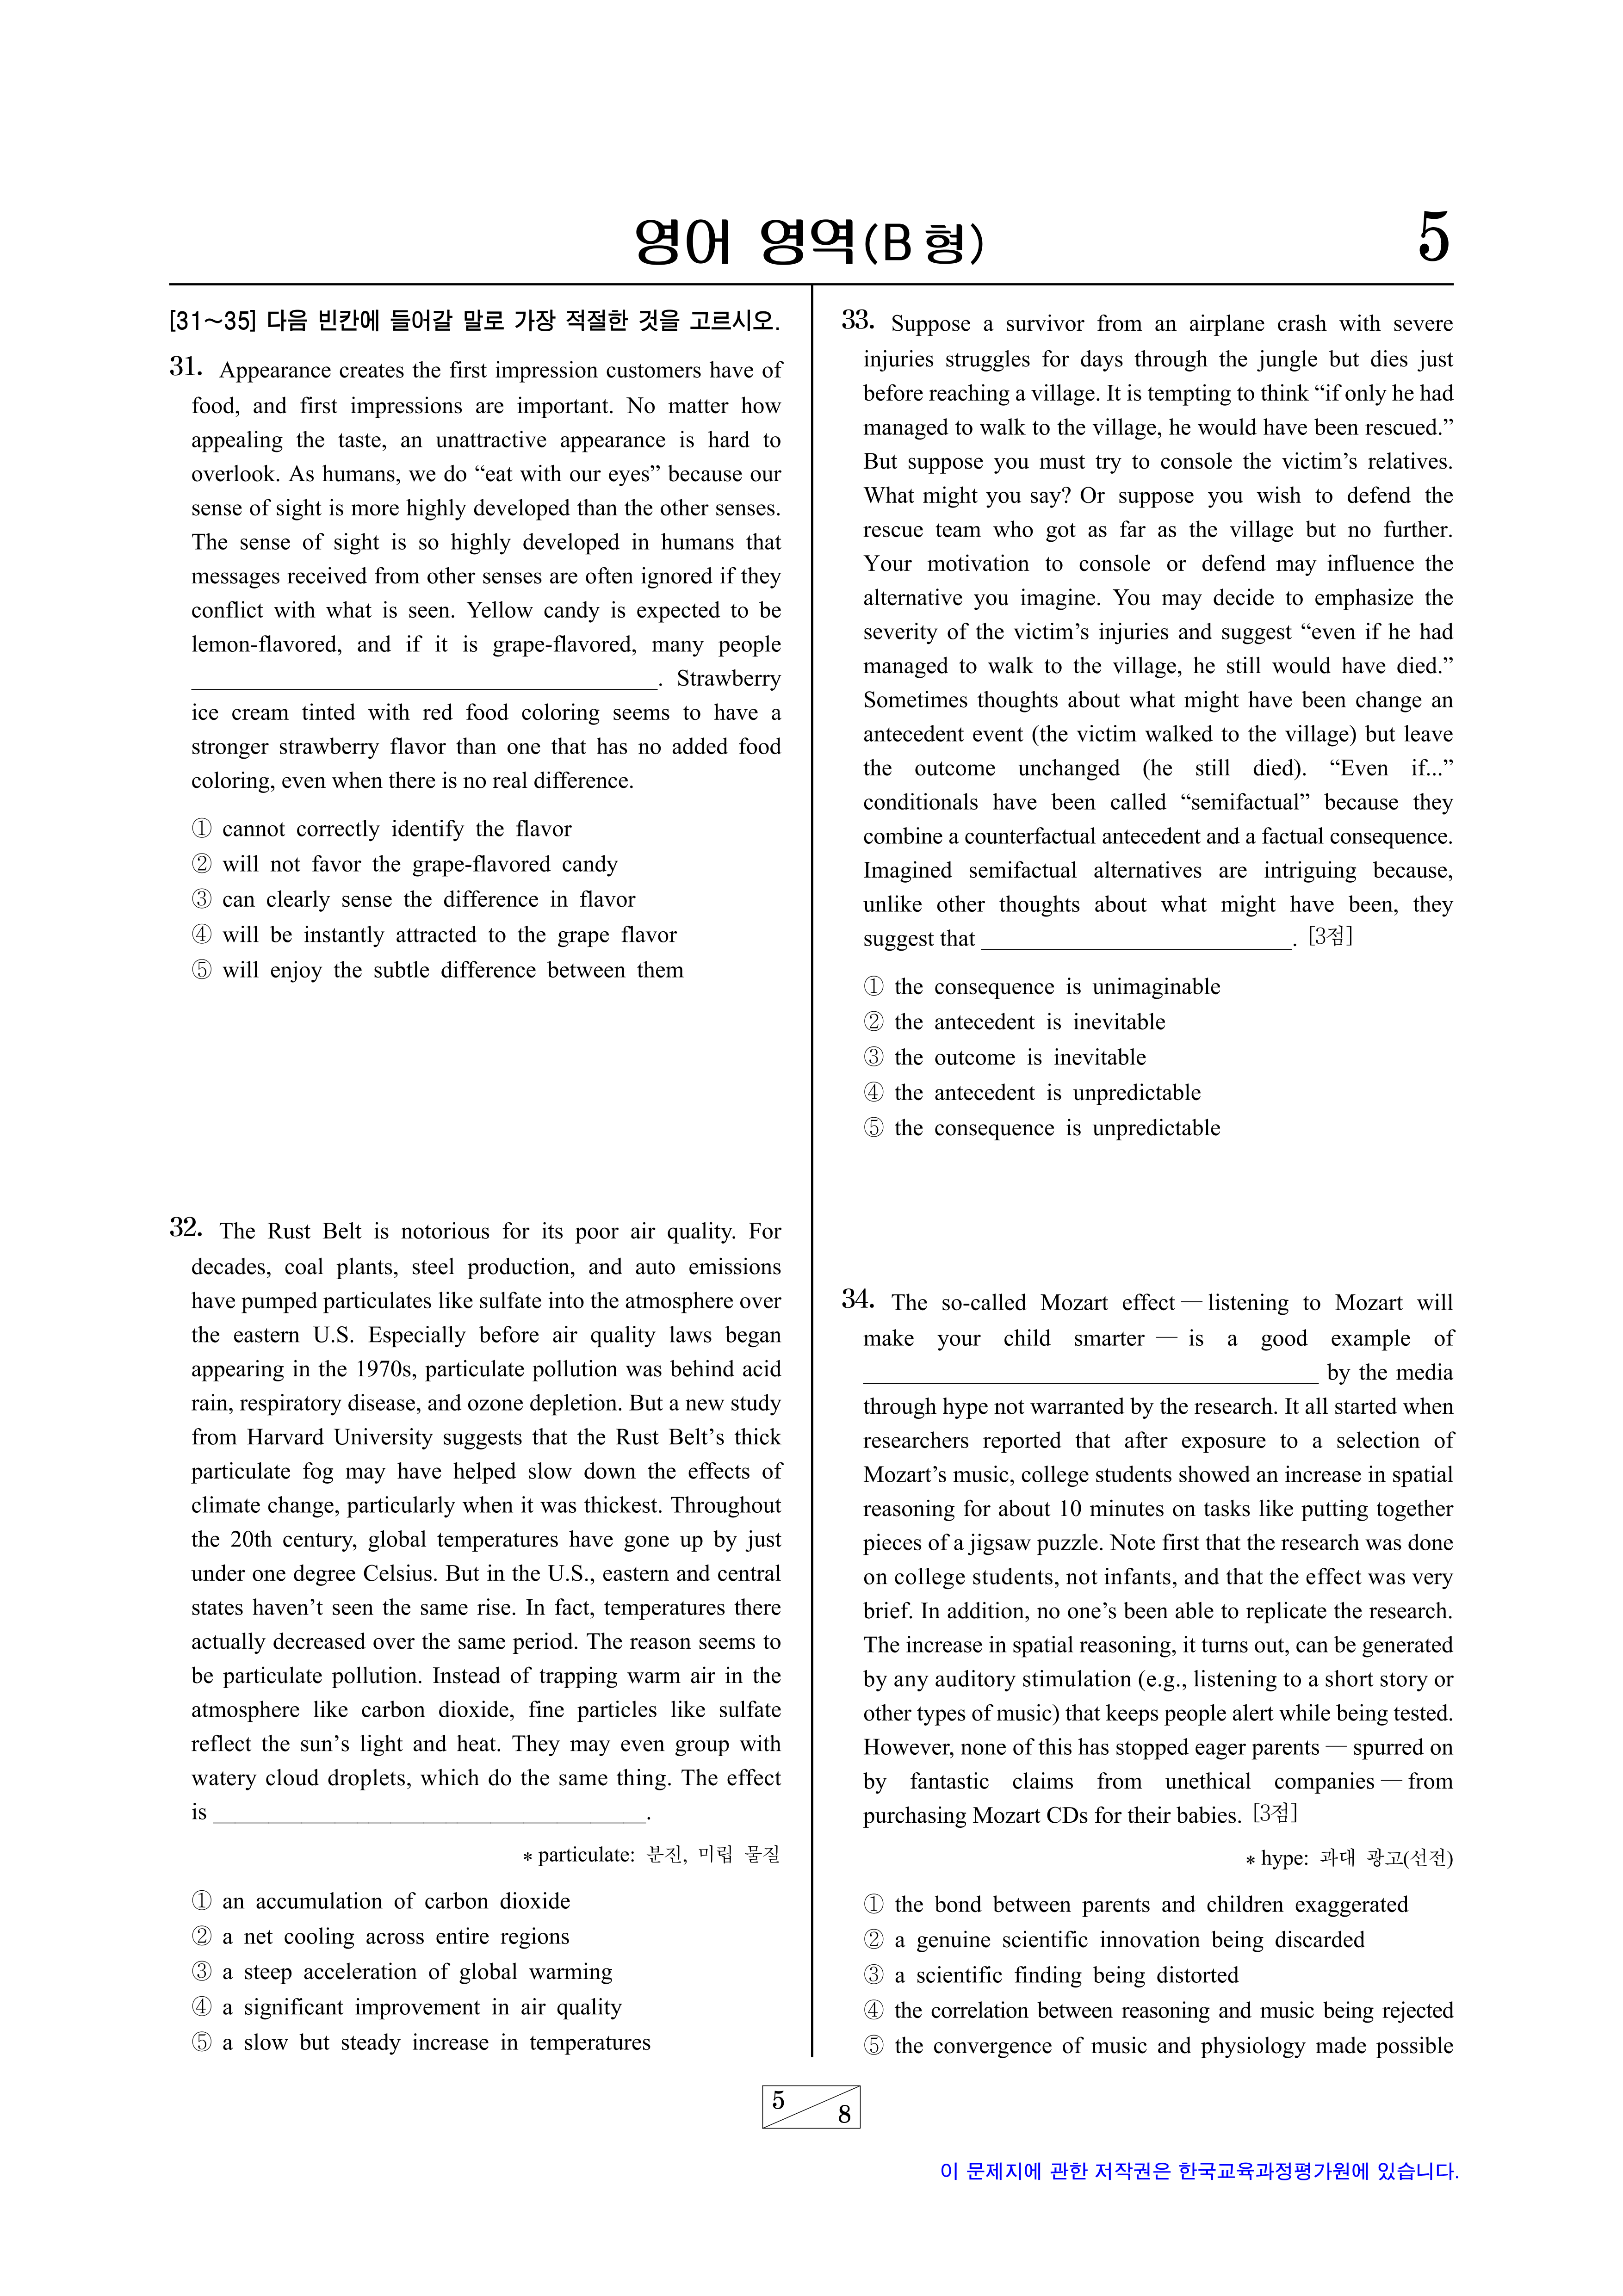 영어 영역(B형)
5
[31~35] 다음 빈칸에 들어갈 말로 가장 적절한 것을 고르시오.
31. Appearance creates the first impression customers have of
food, and first impressions are important. No matter how
appealing the taste, an unattractive appearance is hard to
overlook. As humans, we do “eat with our eyes” because our
sense of sight is more highly developed than the other senses.
The sense of sight is so highly developed in humans that
messages received from other senses are often ignored if they
conflict with what is seen. Yellow candy is expected to be
lemon-flavored, and if it is grape-flavored, many people
____________________. Strawberry
ice cream tinted with red food coloring seems to have a
stronger strawberry flavor than one that has no added food
coloring, even when there is no real difference.
① cannot correctly identify the flavor
② will not favor the grape-flavored candy
③ can clearly sense the difference in flavor
④ will be instantly attracted to the grape flavor
⑤ will enjoy the subtle difference between them
32. The Rust Belt is notorious for its poor air quality. For
decades, coal plants, steel production, and auto emissions
have pumped particulates like sulfate into the atmosphere over
the eastern U.S. Especially before air quality laws began
appearing in the 1970s, particulate pollution was behind acid
rain, respiratory disease, and ozone depletion. But a new study
from Harvard University suggests that the Rust Belt’s thick
particulate fog may have helped slow down the effects of
climate change, particularly when it was thickest. Throughout
the 20th century, global temperatures have gone up by just
under one degree Celsius. But in the U.S., eastern and central
states haven’t seen the same rise. In fact, temperatures there
actually decreased over the same period. The reason seems to
be particulate pollution. Instead of trapping warm air in the
atmosphere like carbon dioxide, fine particles like sulfate
reflect the sun’s light and heat. They may even group with
watery cloud droplets, which do the same thing. The effect
is ____________________.
* particulate: 분진, 미립 물질
① an accumulation of carbon dioxide
② a net cooling across entire regions
③ a steep acceleration of global warming
④ a significant improvement in air quality
⑤ a slow but steady increase in temperatures
33. Suppose a survivor from an airplane crash with severe
injuries struggles for days through the jungle but dies just
before reaching a village. It is tempting to think “if only he had
managed to walk to the village, he would have been rescued.”
But suppose you must try to console the victim’s relatives.
What might you say? Or suppose you wish to defend the
rescue team who got as far as the village but no further.
Your motivation to console or defend may influence the
alternative you imagine. You may decide to emphasize the
severity of the victim’s injuries and suggest “even if he had
managed to walk to the village, he still would have died.”
Sometimes thoughts about what might have been change an
antecedent event (the victim walked to the village) but leave
the outcome unchanged (he still died). “Even if...”
conditionals have been called “semifactual” because they
combine a counterfactual antecedent and a factual consequence.
Imagined semifactual alternatives are intriguing because,
unlike other thoughts about what might have been, they
suggest that ____________________. [3점]
① the consequence is unimaginable
② the antecedent is inevitable
③ the outcome is inevitable
④ the antecedent is unpredictable
⑤ the consequence is unpredictable
34. The so-called Mozart effect — listening to Mozart will
make your child smarter — is a good example of
____________________ by the media
through hype not warranted by the research. It all started when
researchers reported that after exposure to a selection of
Mozart’s music, college students showed an increase in spatial
reasoning for about 10 minutes on tasks like putting together
pieces of a jigsaw puzzle. Note first that the research was done
on college students, not infants, and that the effect was very
brief. In addition, no one’s been able to replicate the research.
The increase in spatial reasoning, it turns out, can be generated
by any auditory stimulation (e.g., listening to a short story or
other types of music) that keeps people alert while being tested.
However, none of this has stopped eager parents — spurred on
by fantastic claims from unethical companies — from
purchasing Mozart CDs for their babies. [3점]
* hype: 과대 광고(선전)
① the bond between parents and children exaggerated
② a genuine scientific innovation being discarded
③ a scientific finding being distorted
④ the correlation between reasoning and music being rejected
⑤ the convergence of music and physiology made possible
5
8
이 문제지에 관한 저작권은 한국교육과정평가원에 있습니다.